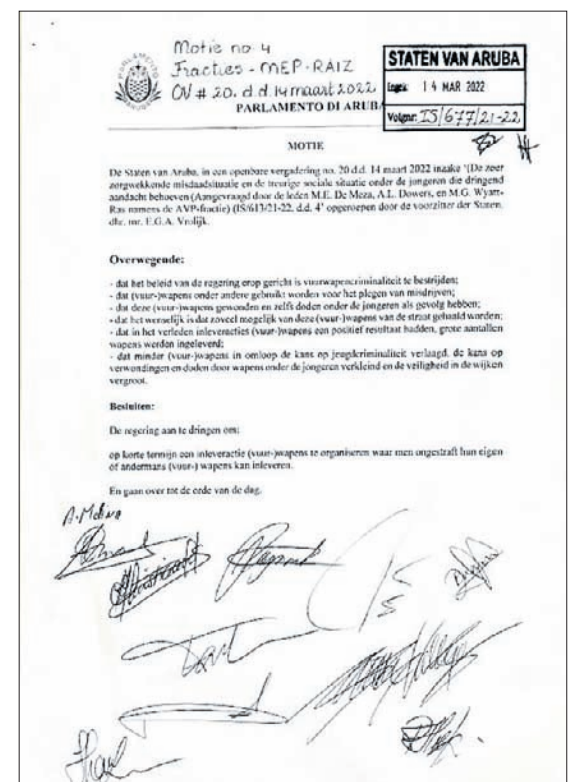 Motie no. 4
Fracties - MEP-RAIZ
OV # 20. d.d. 14 maart 2022
PARLAMENTO
ARUBA
STATEN VAN ARUBA
Ingek: 14 MAR 2022
Volgnr: IS/677/21-22
PARLAMENTO DI ARUBA
MOTIE
De Staten van Aruba, in een openbare vergadering no. 20 d.d. 14 maart 2022 inzake '(De zeer
zorgwekkende misdaadsituatie en de treurige sociale situatie onder de jongeren die dringend
aandacht behoeven (Aangevraagd door de leden M.E. De Meza, A.L. Dowers, en M.G. Wyatt-
Ras namens de AVP-fractie) (IS/613/21-22, d.d. 4' opgeroepen door de voorzitter der Staten,
dhr. mr. E.G.A. Vrolijk.
Overwegende:
- dat het beleid van de regering erop gericht is vuurwapencriminaliteit te bestrijden;
- dat (vuur-)wapens onder andere gebruikt worden voor het plegen van misdrijven;
- dat deze (vuur-)wapens gewonden en zelfs doden onder de jongeren als gevolg hebben;
- dat het wenselijk is dat zoveel mogelijk van deze (vuur-)wapens van de straat gehaald worden;
- dat in het verleden inleveracties (vuur-)wapens een positief resultaat hadden, grote aantallen
wapens werden ingeleverd;
- dat minder (vuur-)wapens in omloop de kans op jeugdcriminaliteit verlaagd, de kans op
verwondingen en doden door wapens onder de jongeren verkleind en de veiligheid in de wijken
vergroot.
Besluiten:
De regering aan te dringen om:
op korte termijn een inleveractie (vuur-)wapens te organiseren waar men ongestraft hun eigen
of andermans (vuur-) wapens kan inleveren.
En gaan over tot de orde van de dag.
A. Molina